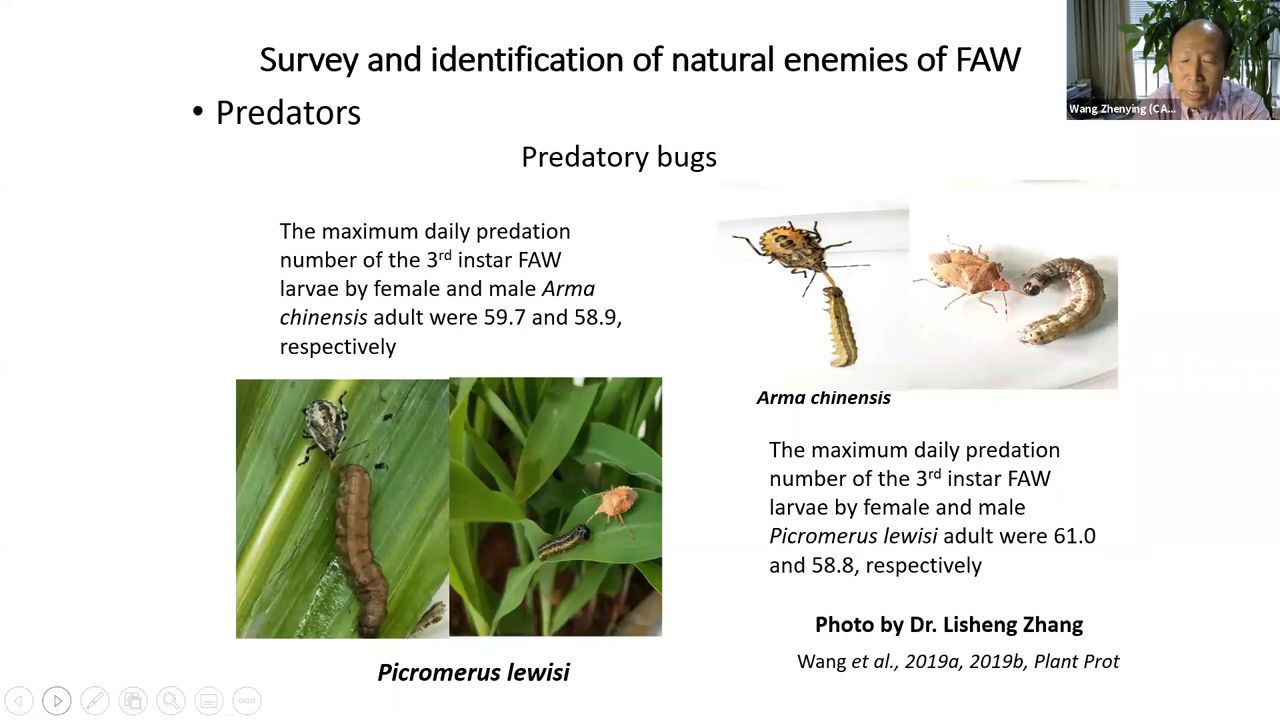 Survey and identification of natural enemies of FAW
Wang Zhenying (CA...
• Predators
Predatory bugs
The maximum daily predation
number of the 3rd instar FAW
larvae by female and male Arma
chinensis adult were 59.7 and 58.9,
respectively
Arma chinensis
The maximum daily predation
number of the 3rd instar FAW
larvae by female and male
Picromerus lewisi adult were 61.0
and 58.8, respectively
Picromerus lewisi
Photo by Dr. Lisheng Zhang
Wang et al., 2019a, 2019b, Plant Prot